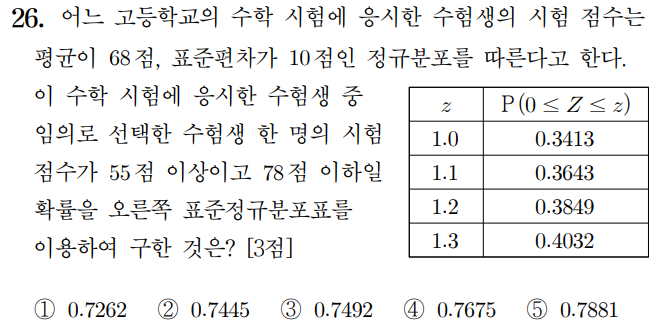 26. 어느 고등학교의 수학 시험에 응시한 수험생의 시험 점수는
평균이 68점, 표준편차가 10점인 정규분포를 따른다고 한다.
이 수학 시험에 응시한 수험생 중
임의로 선택한 수험생 한 명의 시험
점수가 55점 이상이고 78점 이하일
확률을 오른쪽 표준정규분포표를
이용하여 구한 것은? [3점]
z P(0 ≤ Z ≤ z)
1.0 0.3413
1.1 0.3643
1.2 0.3849
1.3 0.4032
① 0.7262 ② 0.7445 ③ 0.7492 ④ 0.7675 ⑤ 0.7881